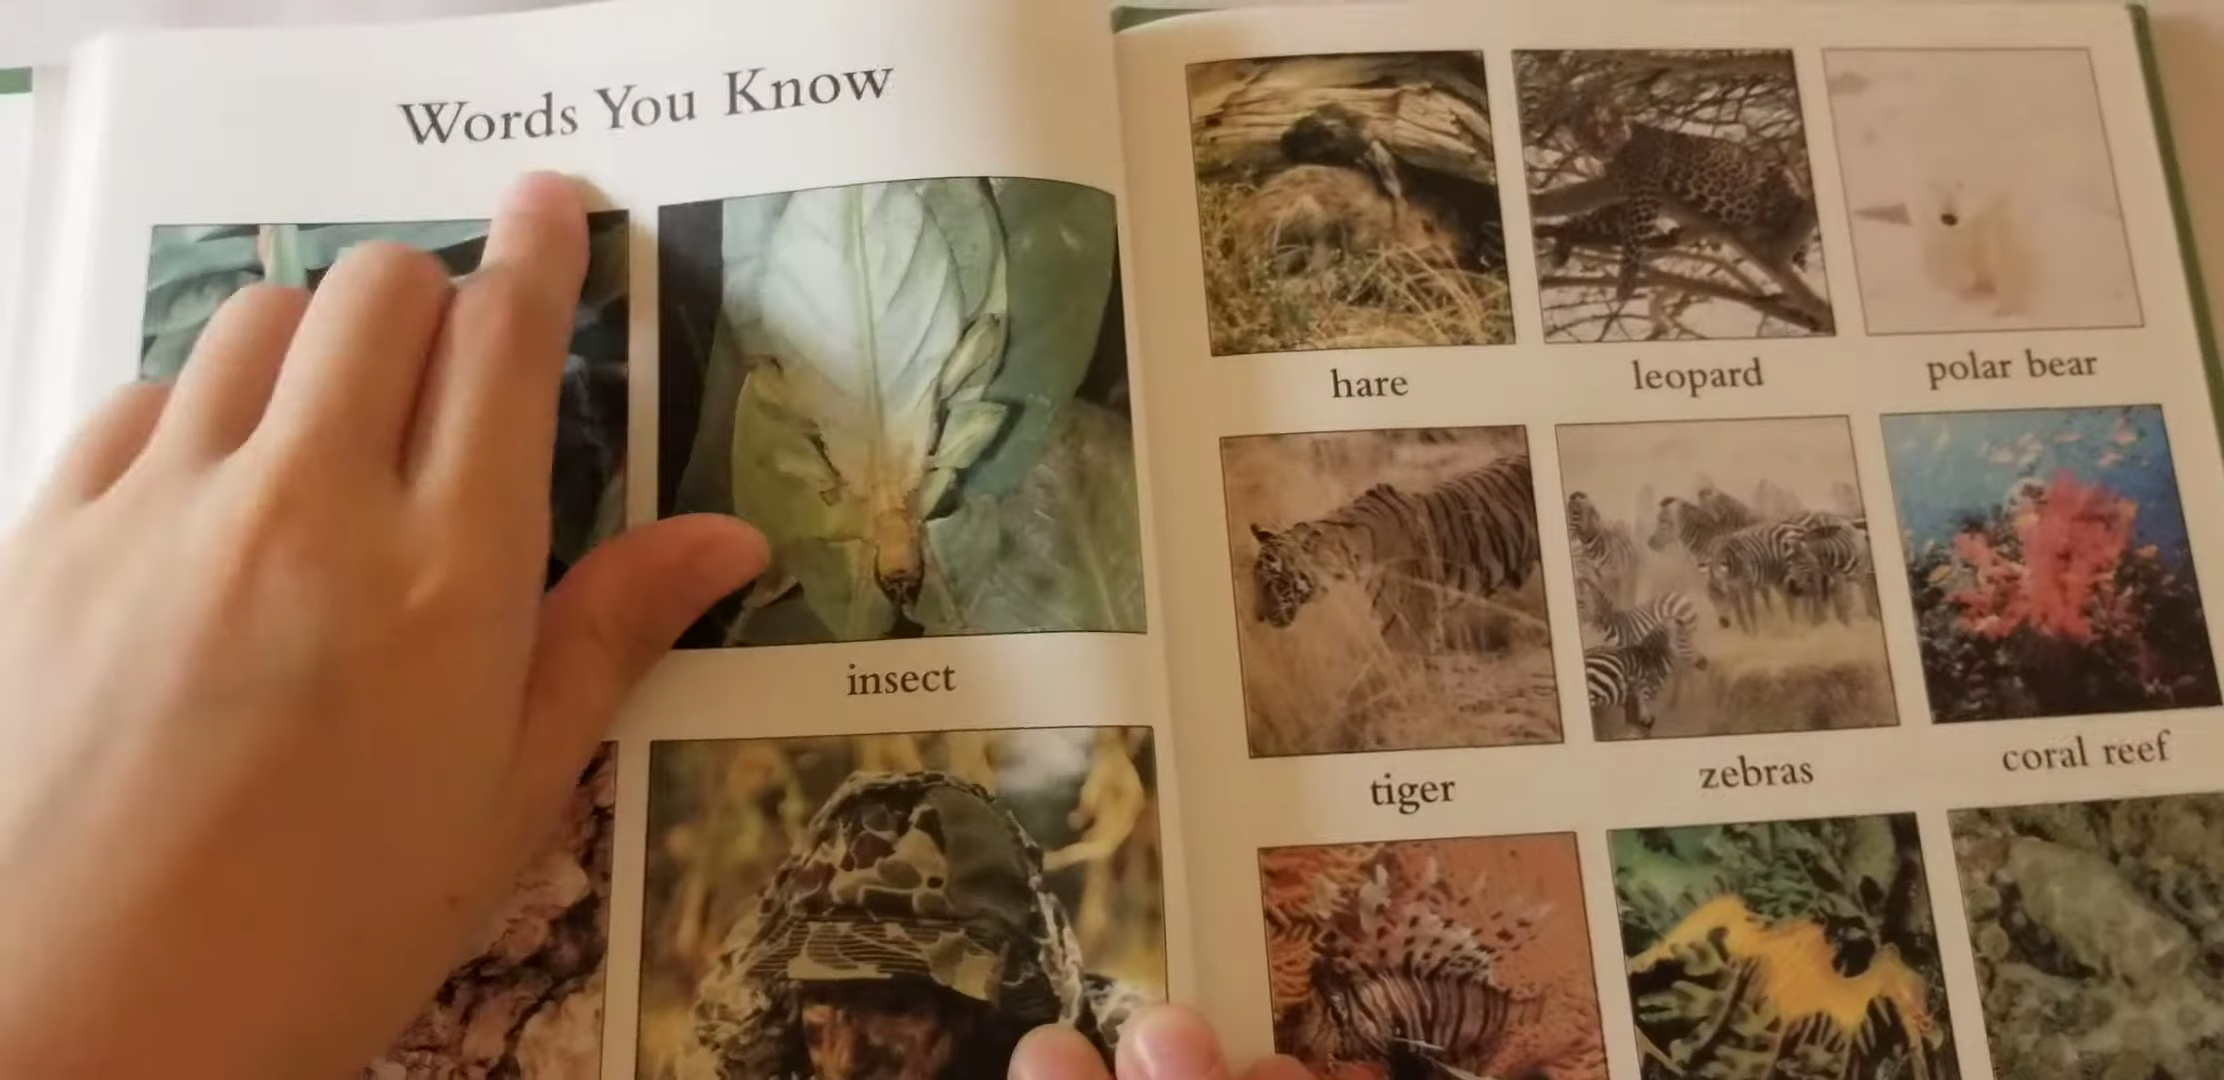 Words You Know
insect
hare
leopard
polar bear
tiger
zebras
coral reef